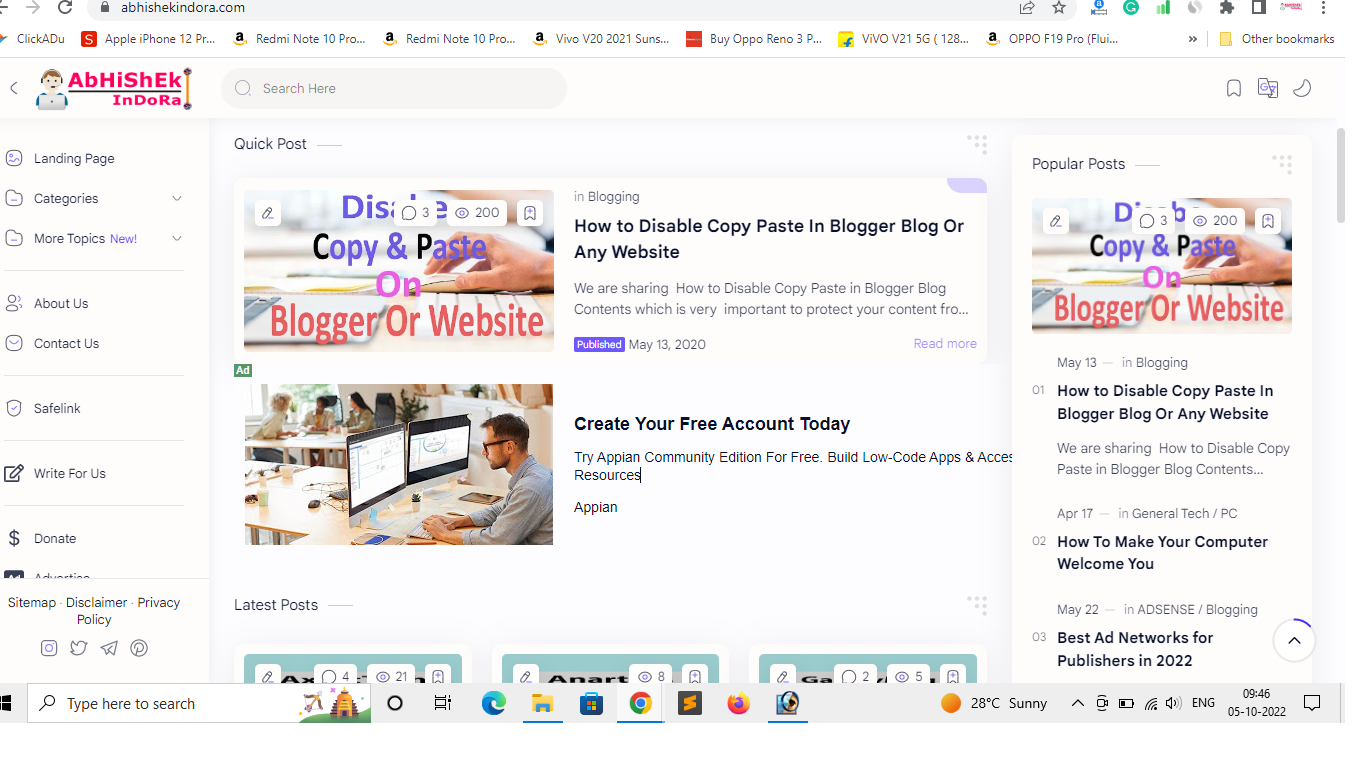 abhishekindora.com
ClickADu
Apple iPhone 12 Pr...
Redmi Note 10 Pro...
Redmi Note 10 Pro...
Vivo V20 2021 Suns...
Buy Oppo Reno 3 P...
ViVO V21 5G ( 128...
OPPO F19 Pro (Flui...
»
Other bookmarks
AbHiShEk
InDoRa
Search Here
Landing Page
Categories
More Topics New!
About Us
Contact Us
Safelink
Write For Us
Donate
Advertise
Sitemap · Disclaimer · Privacy
Policy
Quick Post
3
200
Disable
Copy & Paste
On
Blogger Or Website
in Blogging
How to Disable Copy Paste In Blogger Blog Or
Any Website
We are sharing How to Disable Copy Paste in Blogger Blog
Contents which is very important to protect your content fro...
Published May 13, 2020
Read more
Ad
Create Your Free Account Today
Try Appian Community Edition For Free. Build Low-Code Apps & Acces
Resources
Appian
Latest Posts
4
21
8
2
5
Popular Posts
3
200
Copy & Paste
On
Blogger Or Website
May 13 — in Blogging
01
How to Disable Copy Paste In
Blogger Blog Or Any Website
We are sharing How to Disable Copy
Paste in Blogger Blog Contents...
Apr 17 — in General Tech / PC
02
How To Make Your Computer
Welcome You
May 22 — in ADSENSE / Blogging
03
Best Ad Networks for
Publishers in 2022
Type here to search
28°C Sunny
ENG
09:46
05-10-2022